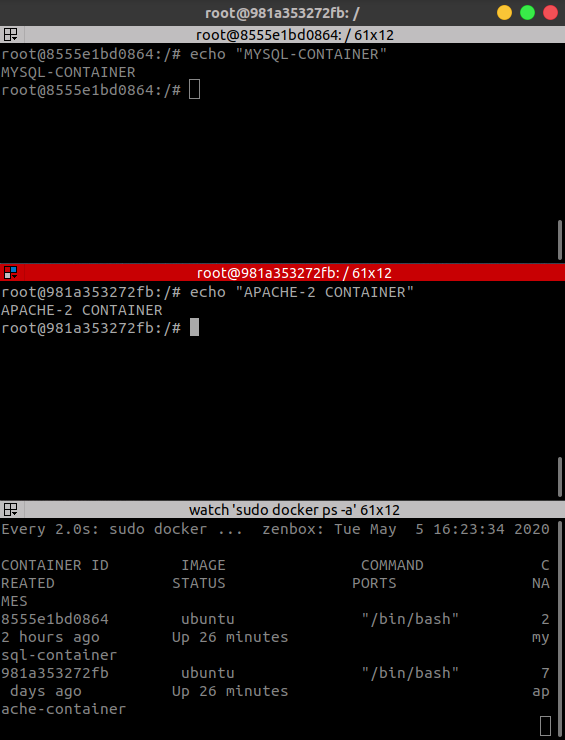 root@981a353272fb: /
root@8555e1bd0864: / 61x12
root@8555e1bd0864:/# echo "MYSQL-CONTAINER"
MYSQL-CONTAINER
root@8555e1bd0864:/#
root@981a353272fb: / 61x12
root@981a353272fb:/# echo "APACHE-2 CONTAINER"
APACHE-2 CONTAINER
root@981a353272fb:/#
watch 'sudo docker ps -a' 61x12
Every 2.0s: sudo docker ...  zenbox: Tue May  5 16:23:34 2020
CONTAINER ID        IMAGE               COMMAND             C
REATED             STATUS              PORTS               NA
MES
8555e1bd0864        ubuntu              "/bin/bash"         2
2 hours ago        Up 26 minutes                           my
sql-container
981a353272fb        ubuntu              "/bin/bash"         7
 days ago          Up 26 minutes                           ap
ache-container